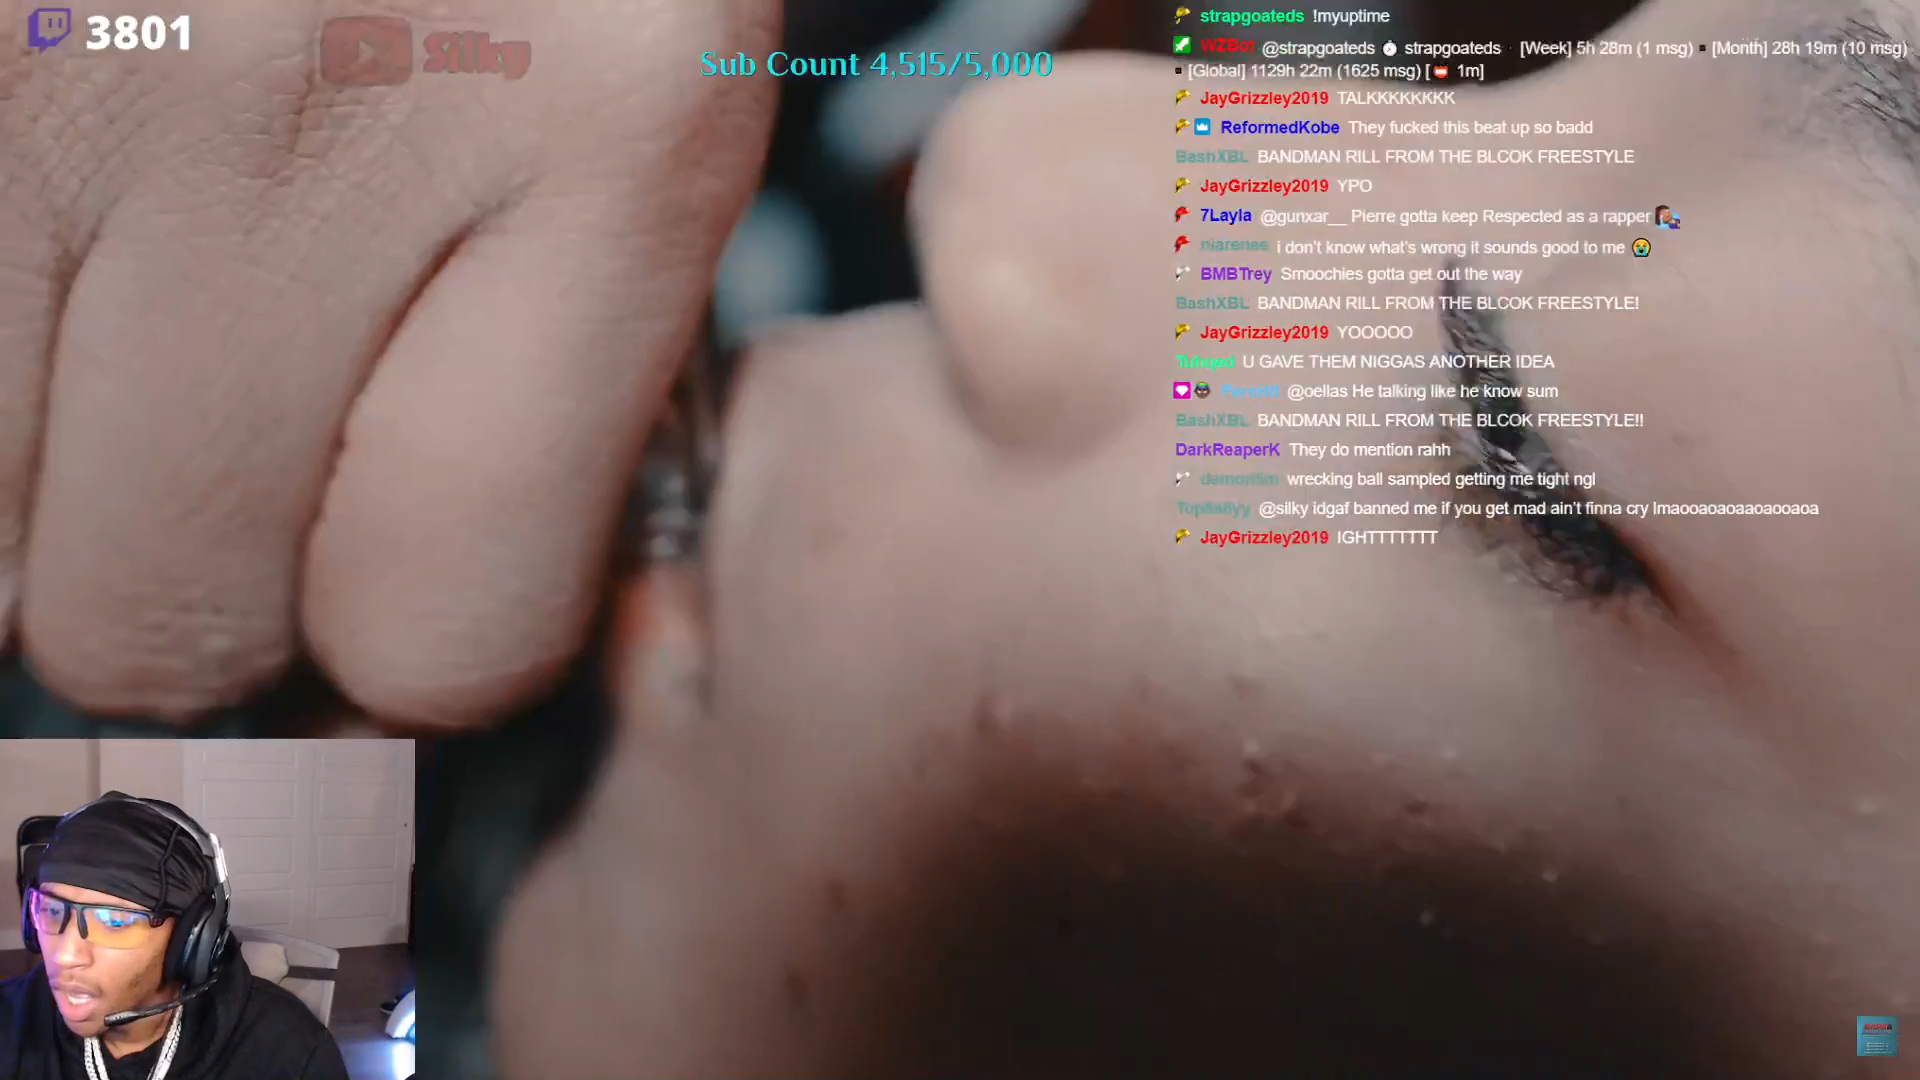 3801
Silky
Sub Count 4,515/5,000
strapgoateds !myuptime
WZBot @strapgoateds strapgoateds · [Week] 5h 28m (1 msg) ▪ [Month] 28h 19m (10 msg)
▪ [Global] 1129h 22m (1625 msg) [ 1m]
JayGrizzley2019 TALKKKKKKKK
ReformedKobe They fucked this beat up so badd
BashXBL BANDMAN RILL FROM THE BLCOK FREESTYLE
JayGrizzley2019 YPO
7Layla @gunxar__ Pierre gotta keep Respected as a rapper
niarenee i don't know what's wrong it sounds good to me 😭
BMBTrey Smoochies gotta get out the way
BashXBL BANDMAN RILL FROM THE BLCOK FREESTYLE!
JayGrizzley2019 YOOOOO
U GAVE THEM NIGGAS ANOTHER IDEA
@oellas He talking like he know sum
BashXBL BANDMAN RILL FROM THE BLCOK FREESTYLE!!
DarkReaperK They do mention rahh
wrecking ball sampled getting me tight ngl
@silky idgaf banned me if you get mad ain't finna cry lmaooaoaoaaoaooaoa
JayGrizzley2019 IGHTTTTTTT